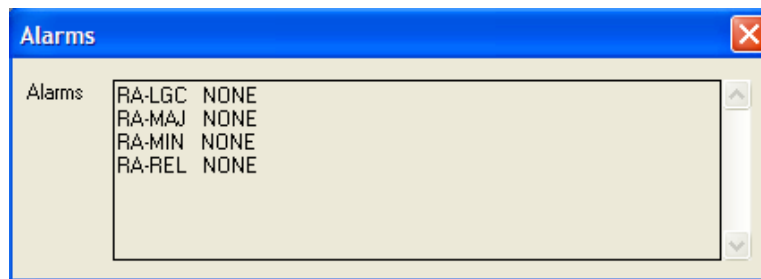 Alarms
Alarms
RA-LGC NONE
RA-MAJ NONE
RA-MIN NONE
RA-REL NONE